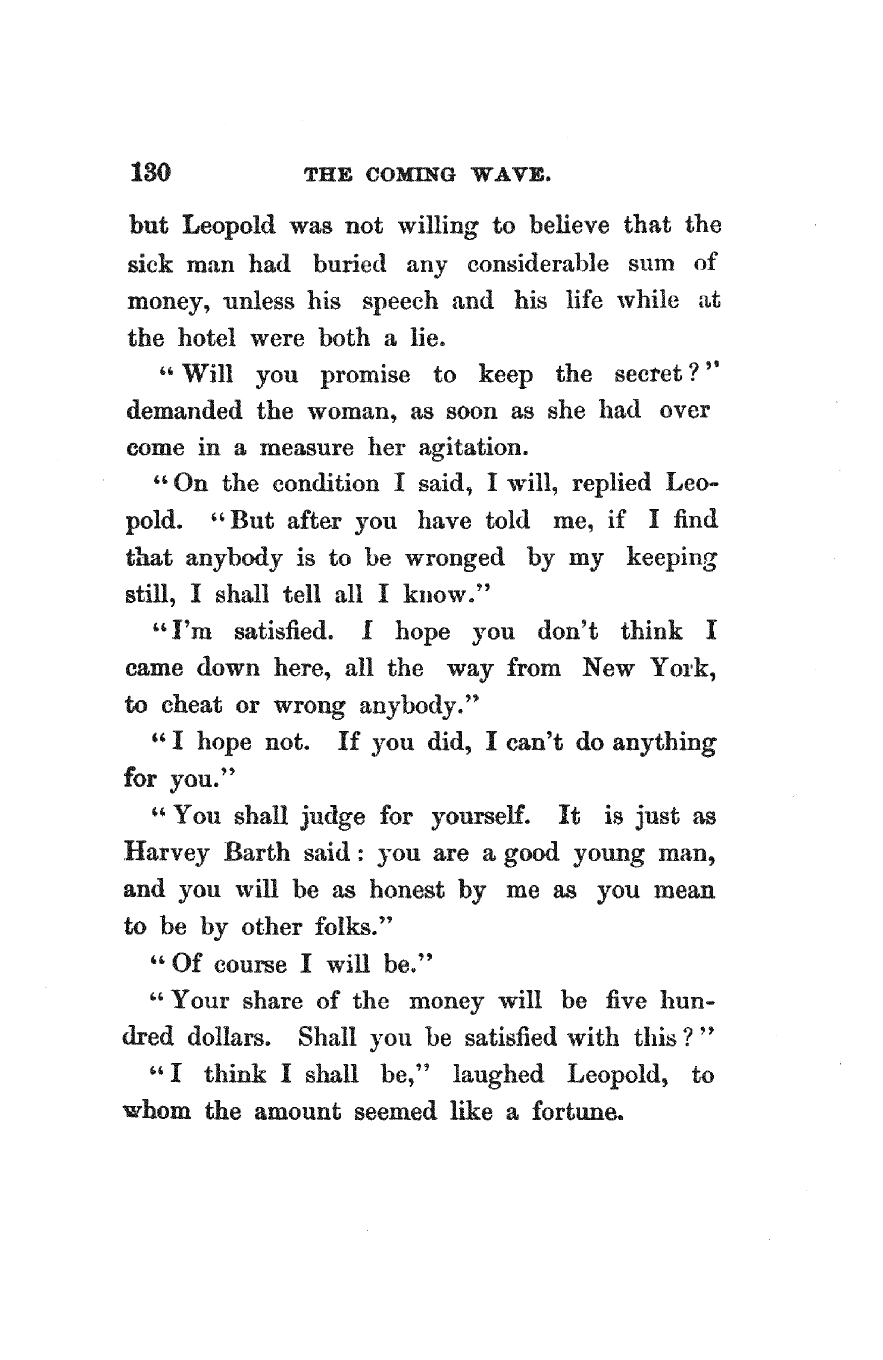 130 THE COMING WAVE.
but Leopold was not willing to believe that the
sick man had buried any considerable sum of
money, unless his speech and his life while at
the hotel were both a lie.
“Will you promise to keep the secret?”
demanded the woman, as soon as she had over
come in a measure her agitation.
“On the condition I said, I will, replied Leo-
pold. “But after you have told me, if I find
that anybody is to be wronged by my keeping
still, I shall tell all I know.”
“I'm satisfied. I hope you don't think I
came down here, all the way from New York,
to cheat or wrong anybody.”
“I hope not. If you did, I can't do anything
for you.”
“You shall judge for yourself. It is just as
Harvey Barth said: you are a good young man,
and you will be as honest by me as you mean
to be by other folks.”
“Of course I will be.”
“Your share of the money will be five hun-
dred dollars. Shall you be satisfied with this?”
“I think I shall be,” laughed Leopold, to
whom the amount seemed like a fortune.